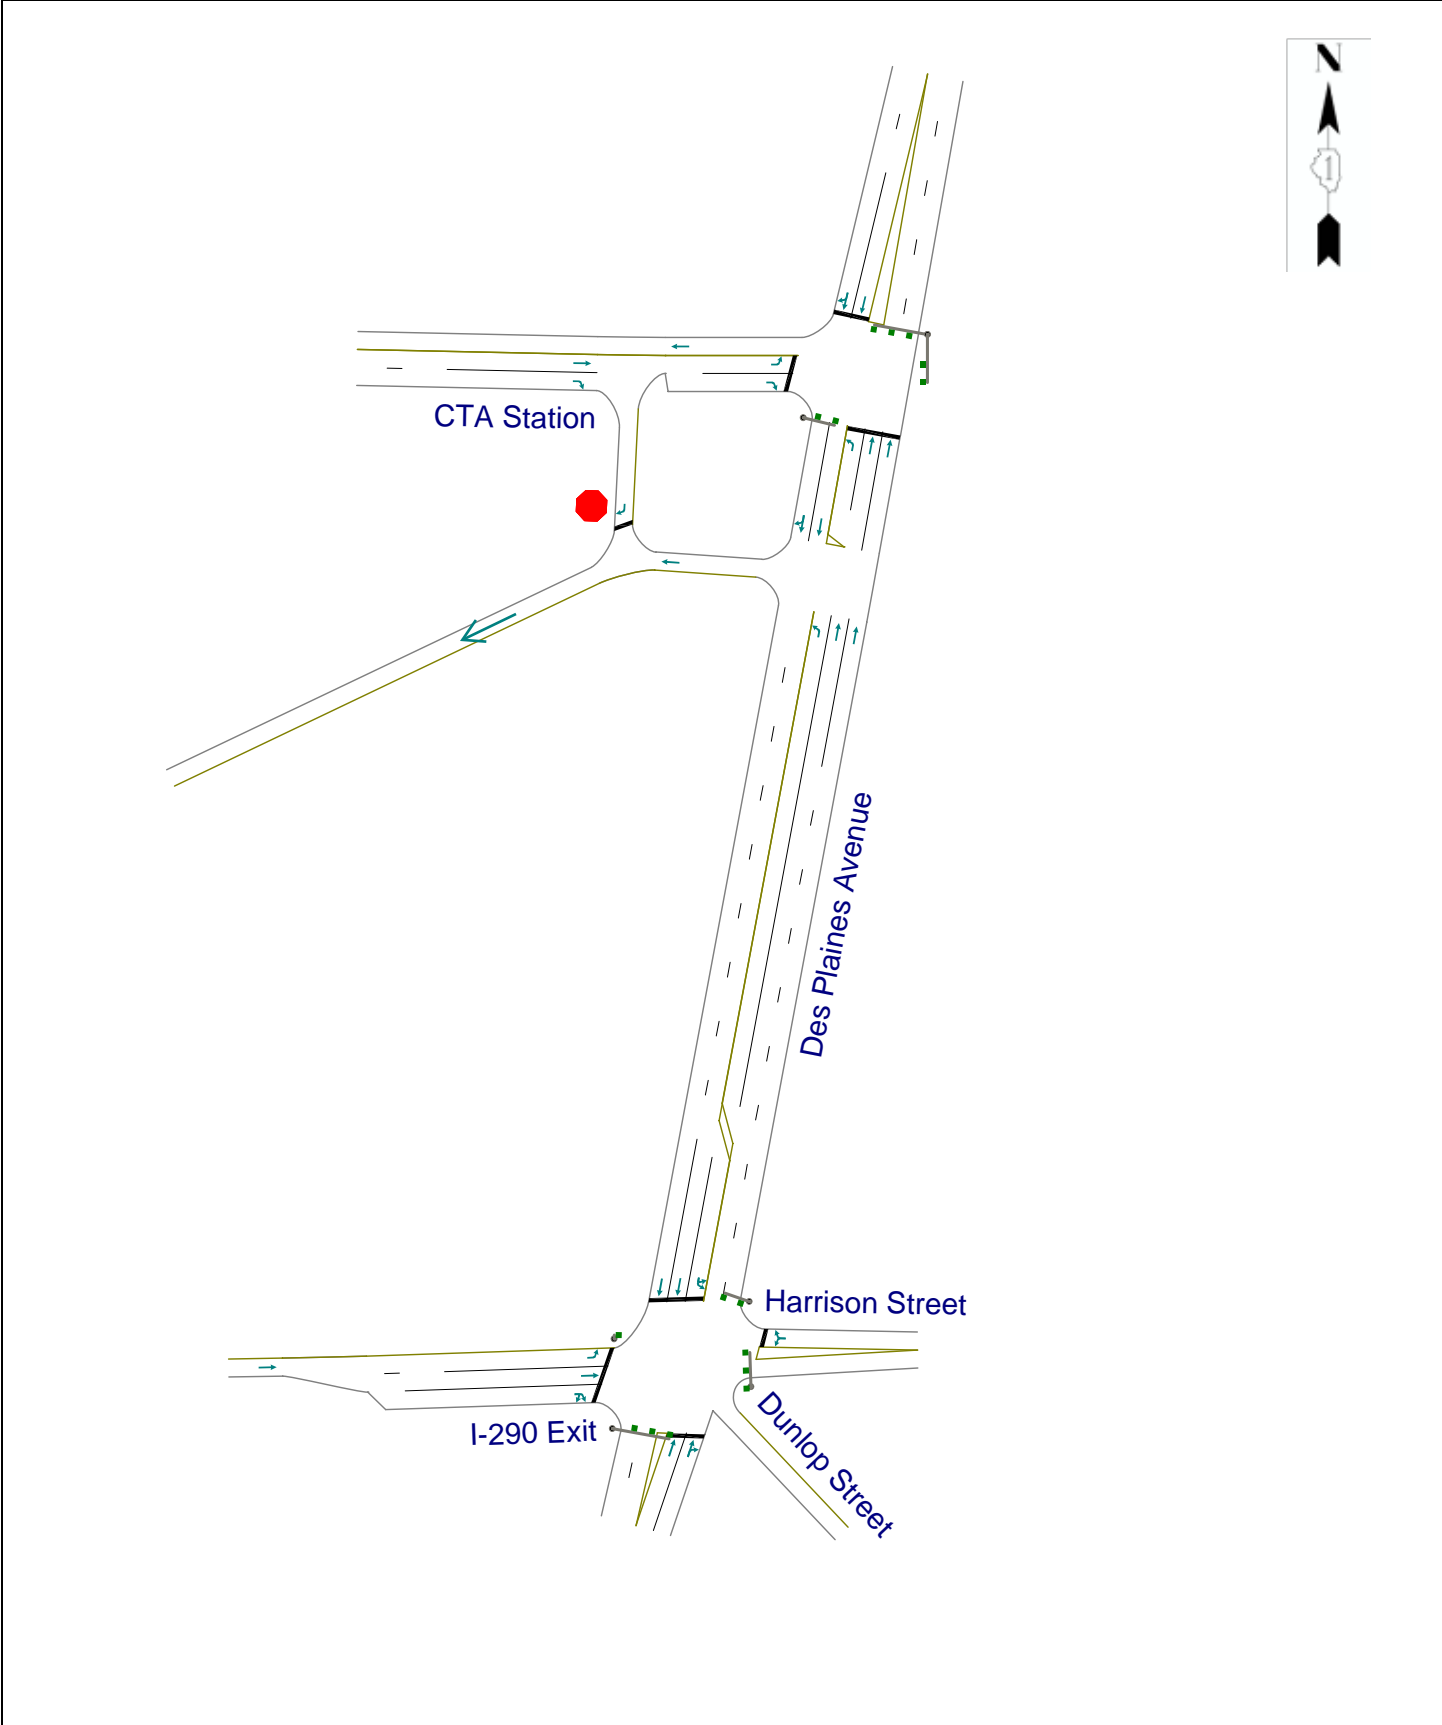 N
1
CTA Station
Des Plaines Avenue
Harrison Street
I-290 Exit
Dunlop Street